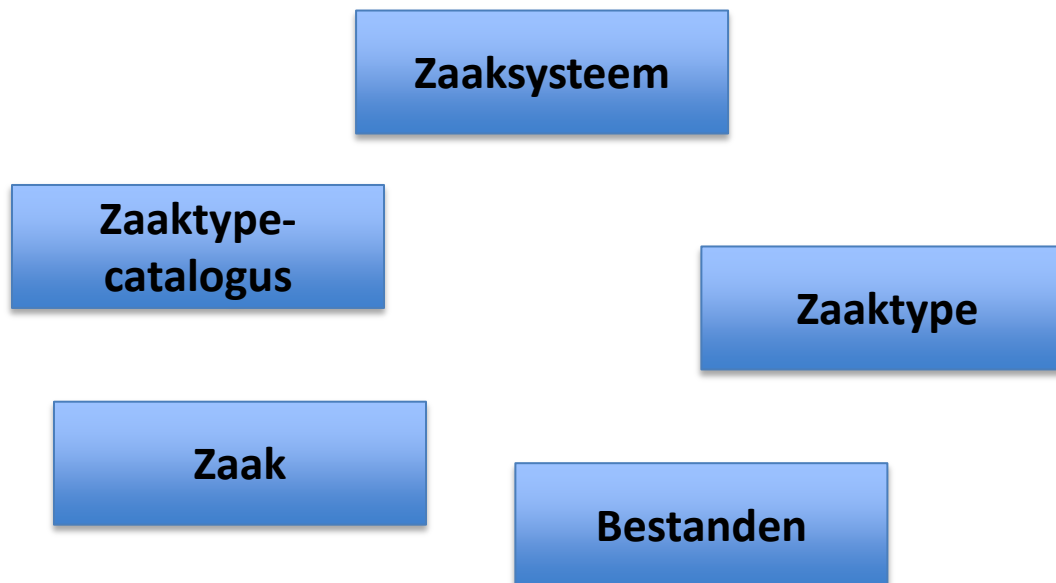 Zaaksysteem
Zaaktype-
catalogus
Zaaktype
Zaak
Bestanden